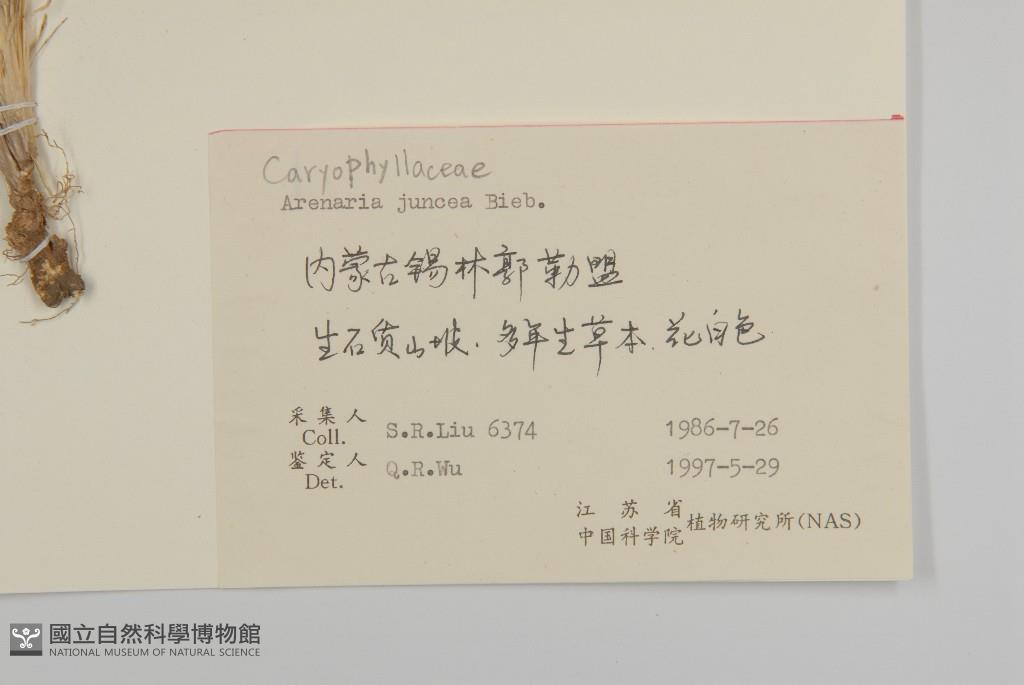 Caryophyllaceae
Arenaria juncea Bieb.
内蒙古锡林郭勒盟
生石质山坡. 多年生草本. 花白色
采集人
Coll. S.R.Liu 6374 1986-7-26
鉴定人
Det. Q.R.Wu 1997-5-29
江苏省
中国科学院 植物研究所(NAS)
國立自然科學博物館
NATIONAL MUSEUM OF NATURAL SCIENCE